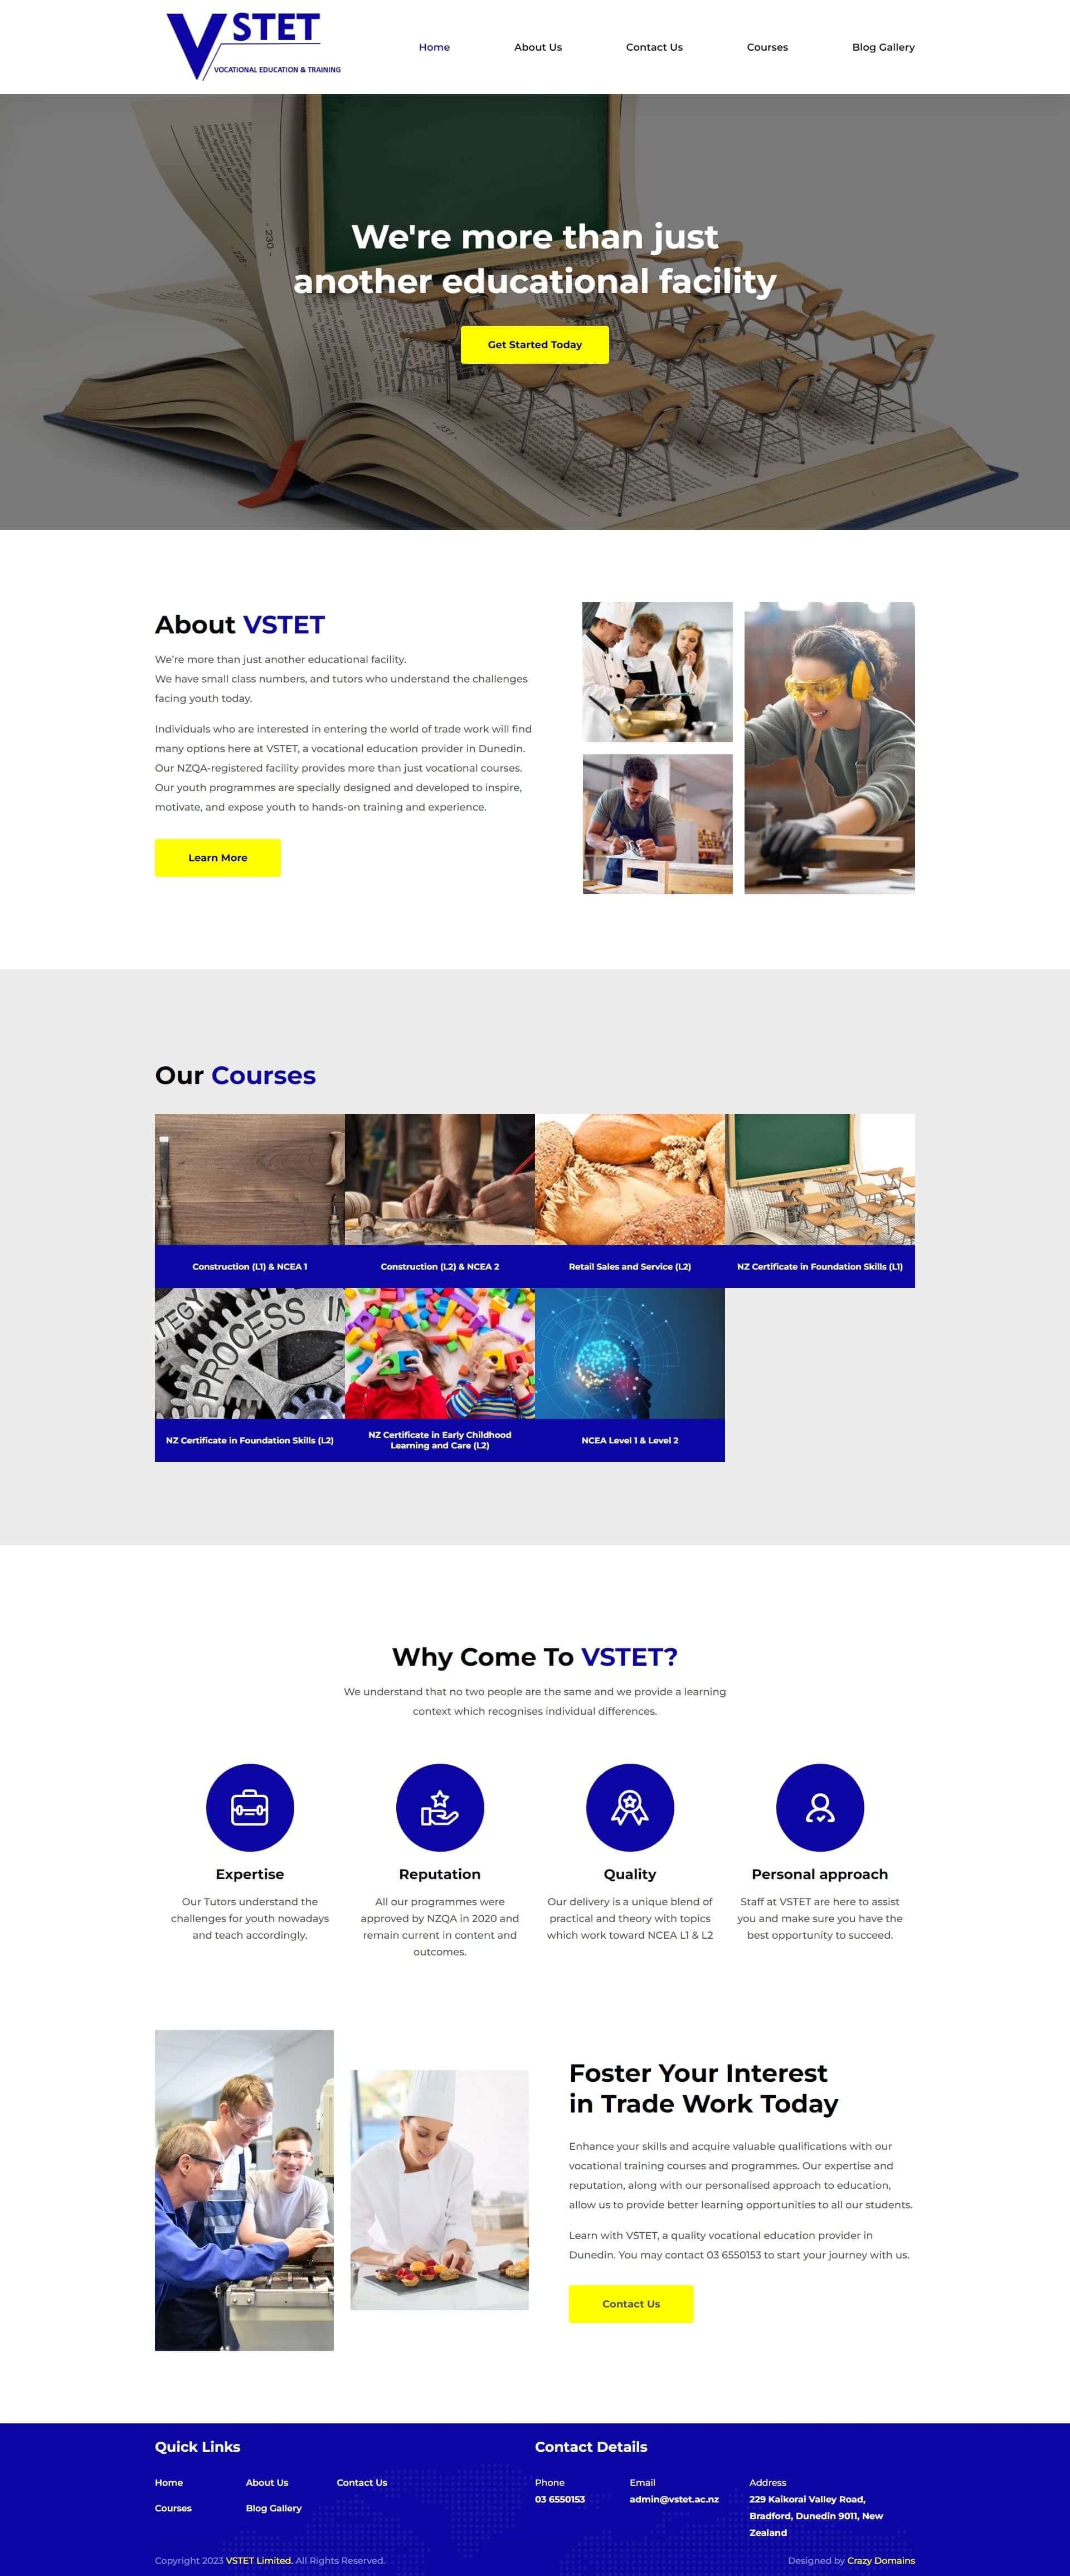 VSTET
VOCATIONAL EDUCATION & TRAINING
Home
About Us
Contact Us
Courses
Blog Gallery
- 230 -
- 228 -
- 231 -
We're more than just
another educational facility
Get Started Today
About VSTET
We're more than just another educational facility.
We have small class numbers, and tutors who understand the challenges
facing youth today.
Individuals who are interested in entering the world of trade work will find
many options here at VSTET, a vocational education provider in Dunedin.
Our NZQA-registered facility provides more than just vocational courses.
Our youth programmes are specially designed and developed to inspire,
motivate, and expose youth to hands-on training and experience.
Learn More
Our Courses
Construction (L1) & NCEA 1
Construction (L2) & NCEA 2
Retail Sales and Service (L2)
NZ Certificate in Foundation Skills (L1)
TEGY
PROCESS
IN
NZ Certificate in Foundation Skills (L2)
NZ Certificate in Early Childhood
Learning and Care (L2)
NCEA Level 1 & Level 2
Why Come To VSTET?
We understand that no two people are the same and we provide a learning
context which recognises individual differences.
Expertise
Our Tutors understand the
challenges for youth nowadays
and teach accordingly.
Reputation
All our programmes were
approved by NZQA in 2020 and
remain current in content and
outcomes.
Quality
Our delivery is a unique blend of
practical and theory with topics
which work toward NCEA L1 & L2
Personal approach
Staff at VSTET are here to assist
you and make sure you have the
best opportunity to succeed.
Foster Your Interest
in Trade Work Today
Enhance your skills and acquire valuable qualifications with our
vocational training courses and programmes. Our expertise and
reputation, along with our personalised approach to education,
allow us to provide better learning opportunities to all our students.
Learn with VSTET, a quality vocational education provider in
Dunedin. You may contact 03 6550153 to start your journey with us.
Contact Us
Quick Links
Home
About Us
Contact Us
Courses
Blog Gallery
Contact Details
Phone
03 6550153
Email
admin@vstet.ac.nz
Address
229 Kaikorai Valley Road,
Bradford, Dunedin 9011, New
Zealand
Copyright 2023 VSTET Limited. All Rights Reserved.
Designed by Crazy Domains